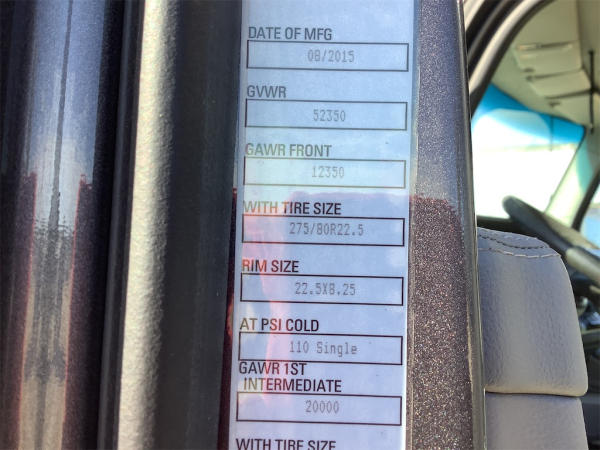 DATE OF MFG
08/2015
GVWR
52350
GAWR FRONT
12350
WITH TIRE SIZE
275/80R22.5
RIM SIZE
22.5X8.25
AT PSI COLD
110 Single
GAWR 1ST
INTERMEDIATE
20000
WITH TIRE SIZE